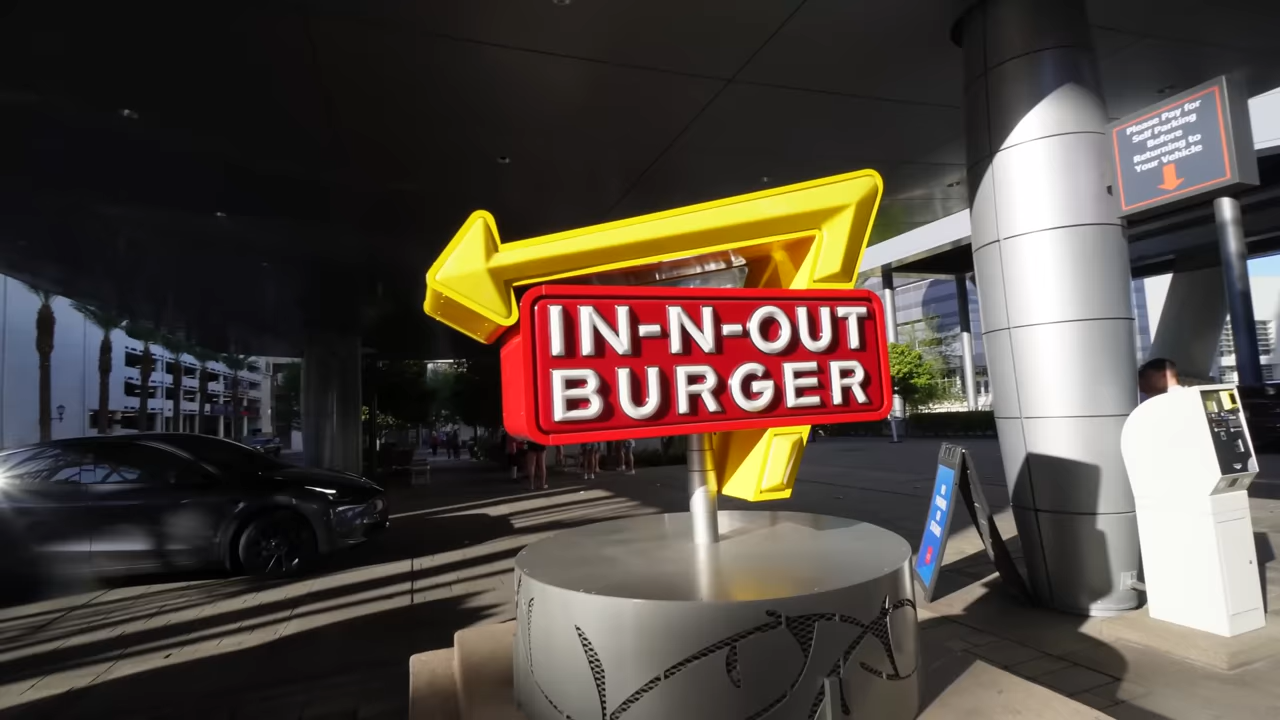 IN-N-OUT
BURGER
Please Pay for
Self Parking
Before
Returning to
Your Vehicle